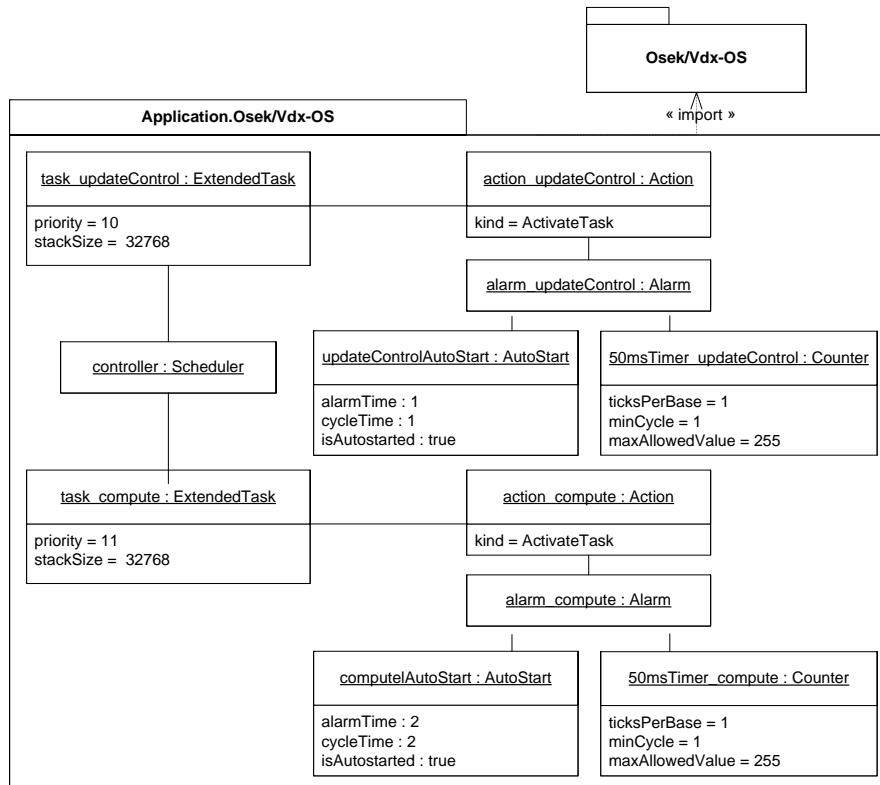 Osek/Vdx-OS
Application.Osek/Vdx-OS
« import »
task_updateControl : ExtendedTask
priority = 10
stackSize =  32768
action_updateControl : Action
kind = ActivateTask
alarm_updateControl : Alarm
controller : Scheduler
updateControlAutoStart : AutoStart
alarmTime : 1
cycleTime : 1
isAutostarted : true
50msTimer_updateControl : Counter
ticksPerBase = 1
minCycle = 1
maxAllowedValue = 255
task_compute : ExtendedTask
priority = 11
stackSize =  32768
action_compute : Action
kind = ActivateTask
alarm_compute : Alarm
computelAutoStart : AutoStart
alarmTime : 2
cycleTime : 2
isAutostarted : true
50msTimer_compute : Counter
ticksPerBase = 1
minCycle = 1
maxAllowedValue = 255